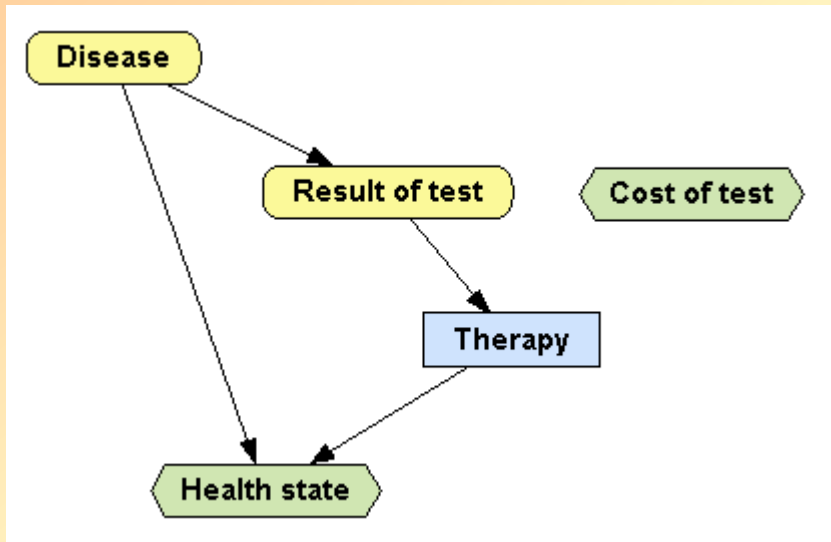 Disease
Result of test
Cost of test
Therapy
Health state